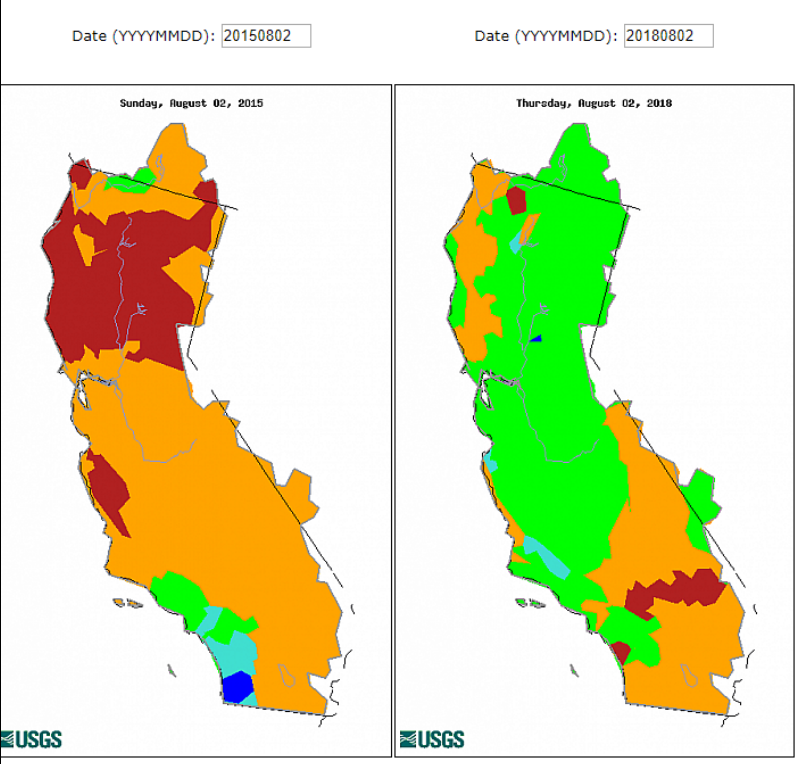 Date (YYYYMMDD): 20150802
Date (YYYYMMDD): 20180802
Sunday, August 02, 2015
Thursday, August 02, 2018
USGS
USGS